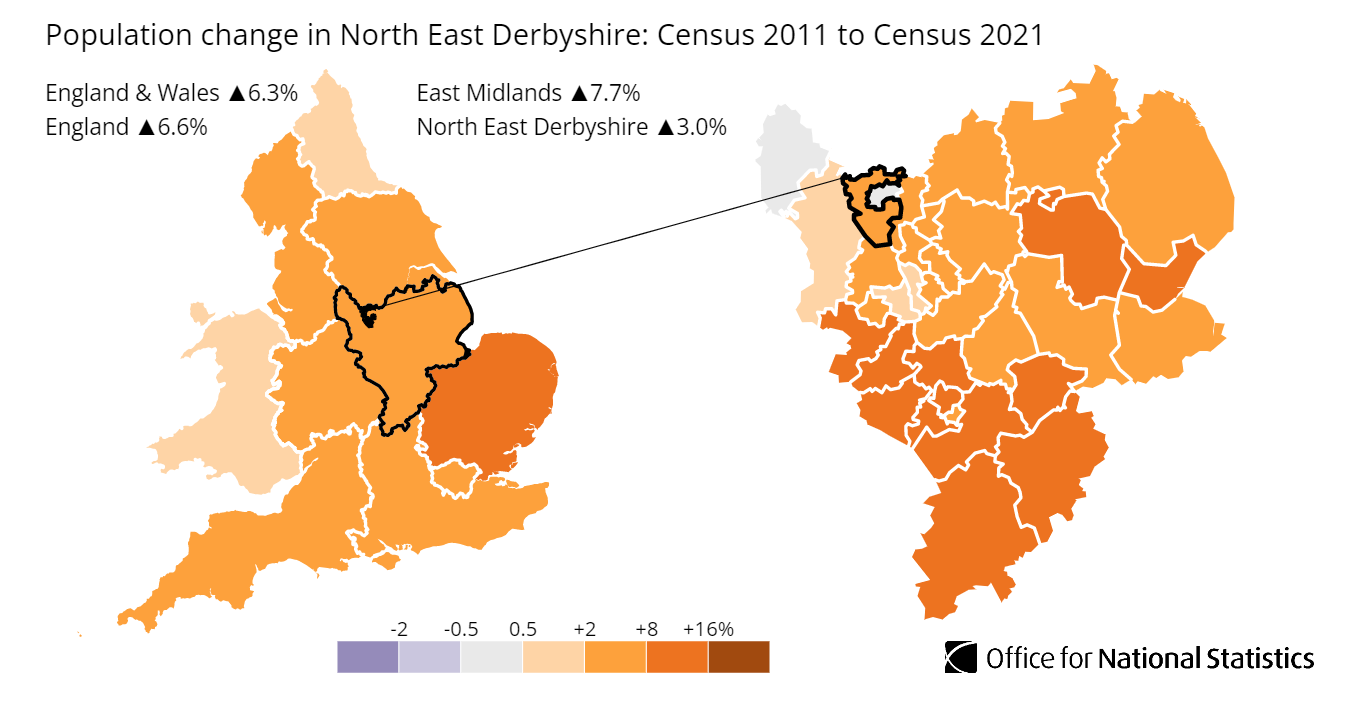 Population change in North East Derbyshire: Census 2011 to Census 2021
England & Wales ▲6.3%
East Midlands ▲7.7%
England ▲6.6%
North East Derbyshire ▲3.0%
-2 -0.5 0.5 +2 +8 +16%
Office for National Statistics